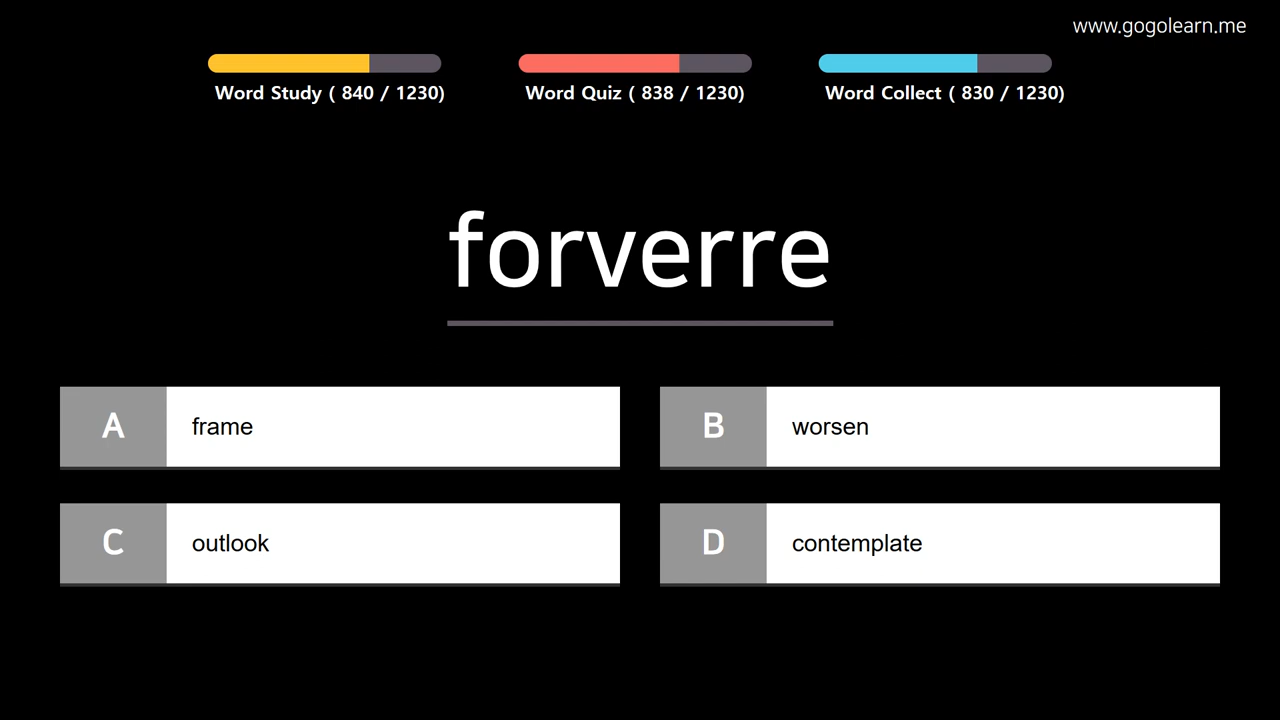 www.gogolearn.me
Word Study ( 840 / 1230)
Word Quiz ( 838 / 1230)
Word Collect ( 830 / 1230)
forverre
A frame
B worsen
C outlook
D contemplate